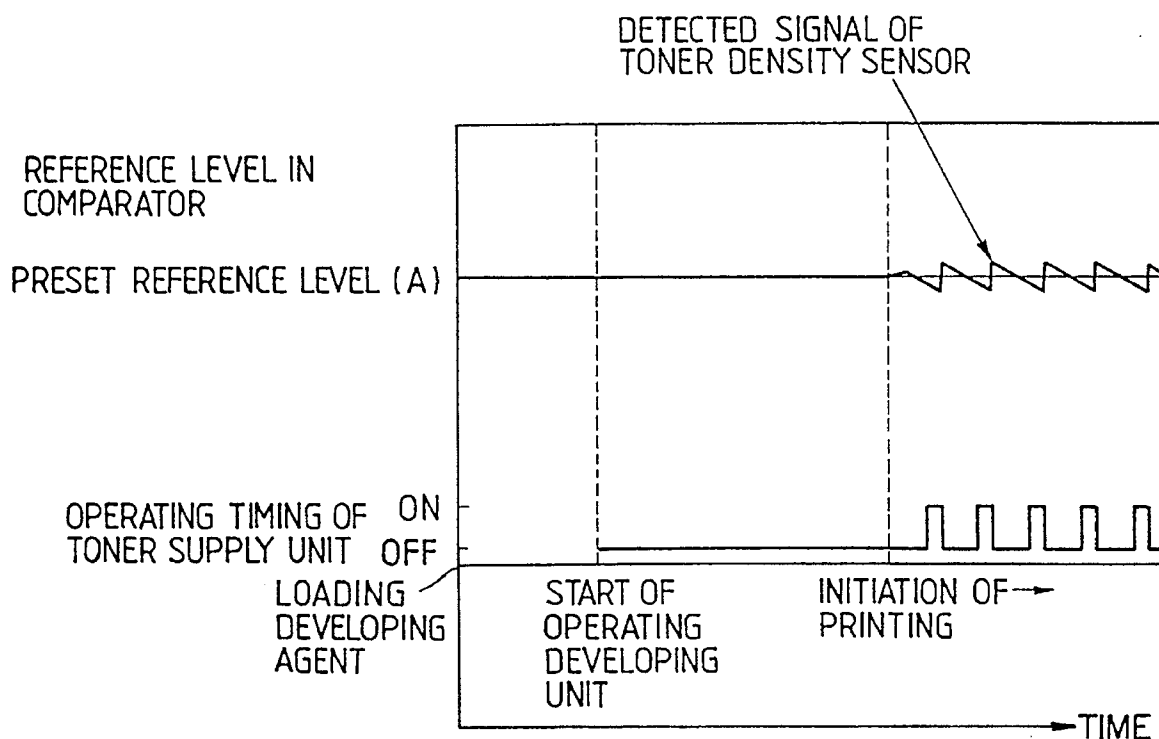 DETECTED SIGNAL OF
TONER DENSITY SENSOR
REFERENCE LEVEL IN
COMPARATOR
PRESET REFERENCE LEVEL (A)
OPERATING TIMING OF
TONER SUPPLY UNIT
ON
OFF
LOADING
DEVELOPING
AGENT
START OF
OPERATING
DEVELOPING
UNIT
INITIATION OF
PRINTING
TIME